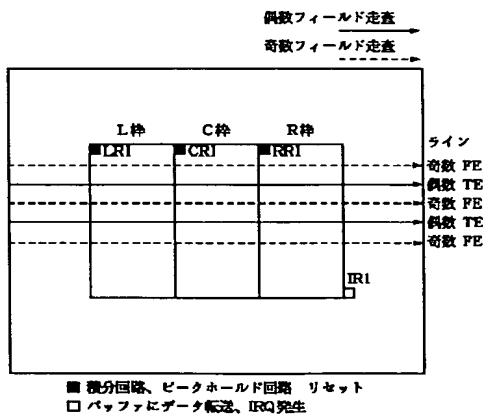 偶数フィールド走査
奇数フィールド走査
L枠 C枠 R枠
LR1 CR1 RR1
ライン
奇数 FE
偶数 TE
奇数 FE
偶数 TE
奇数 FE
IR1
■ 積分回路、ピークホールド回路 リセット
□ バッファにデータ転送、IRQ発生